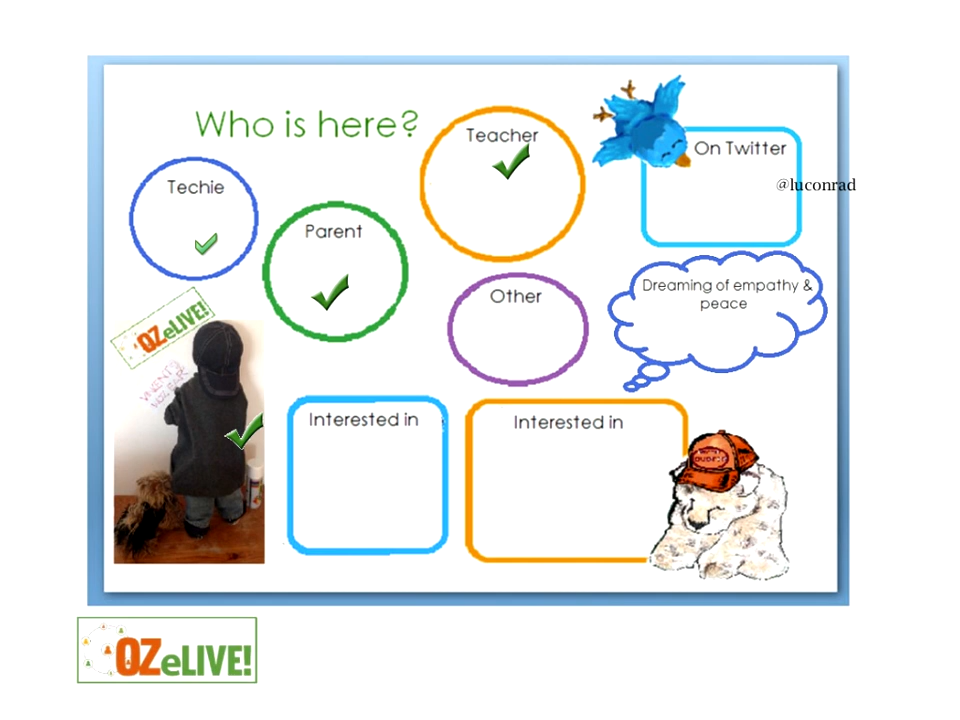 Who is here?
Teacher
On Twitter
@luconrad
Techie
Parent
Other
Dreaming of empathy &
peace
OZeLIVE!
Interested in
Interested in
OZeLIVE!